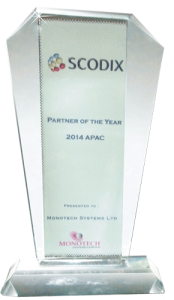 SCODIX
PARTNER OF THE YEAR
2014 APAC
PRESENTED TO
MONOTECH SYSTEMS LTD
MONOTECH